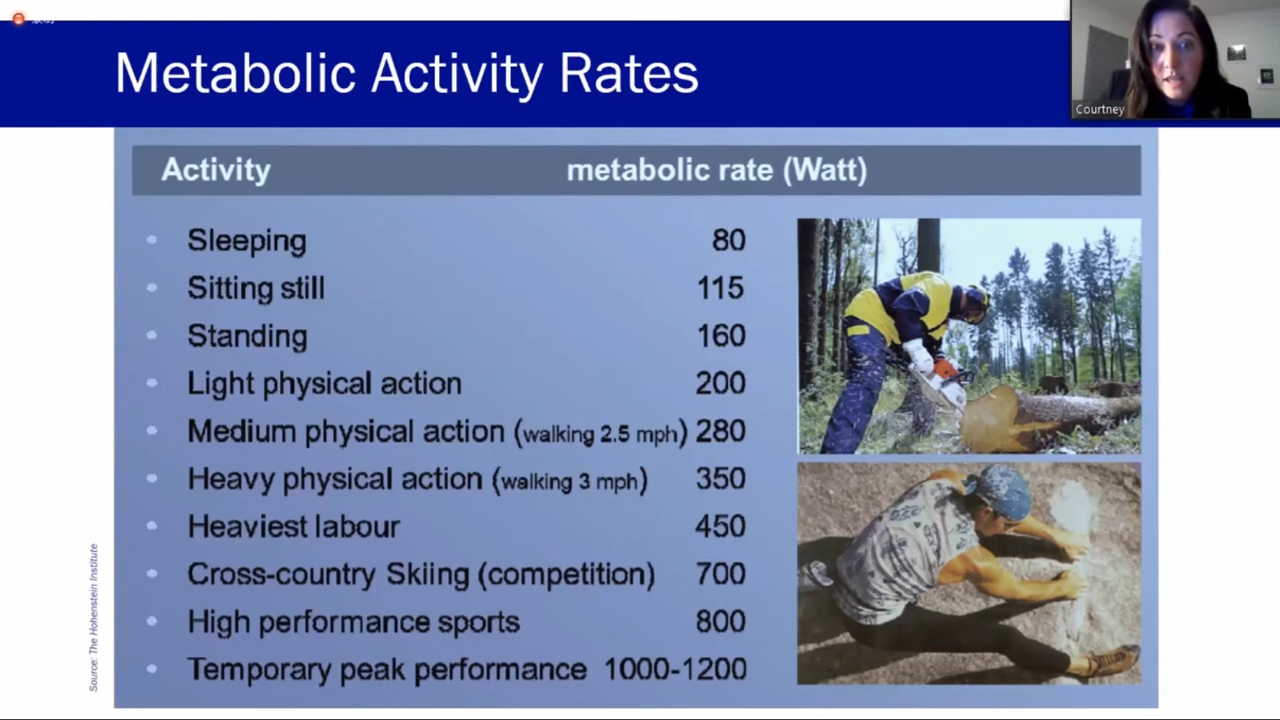 Metabolic Activity Rates
Courtney
Activity metabolic rate (Watt)
Sleeping 80
Sitting still 115
Standing 160
Light physical action 200
Medium physical action (walking 2.5 mph) 280
Heavy physical action (walking 3 mph) 350
Heaviest labour 450
Cross-country Skiing (competition) 700
High performance sports 800
Temporary peak performance 1000-1200
Source: The Hohenstein Institute